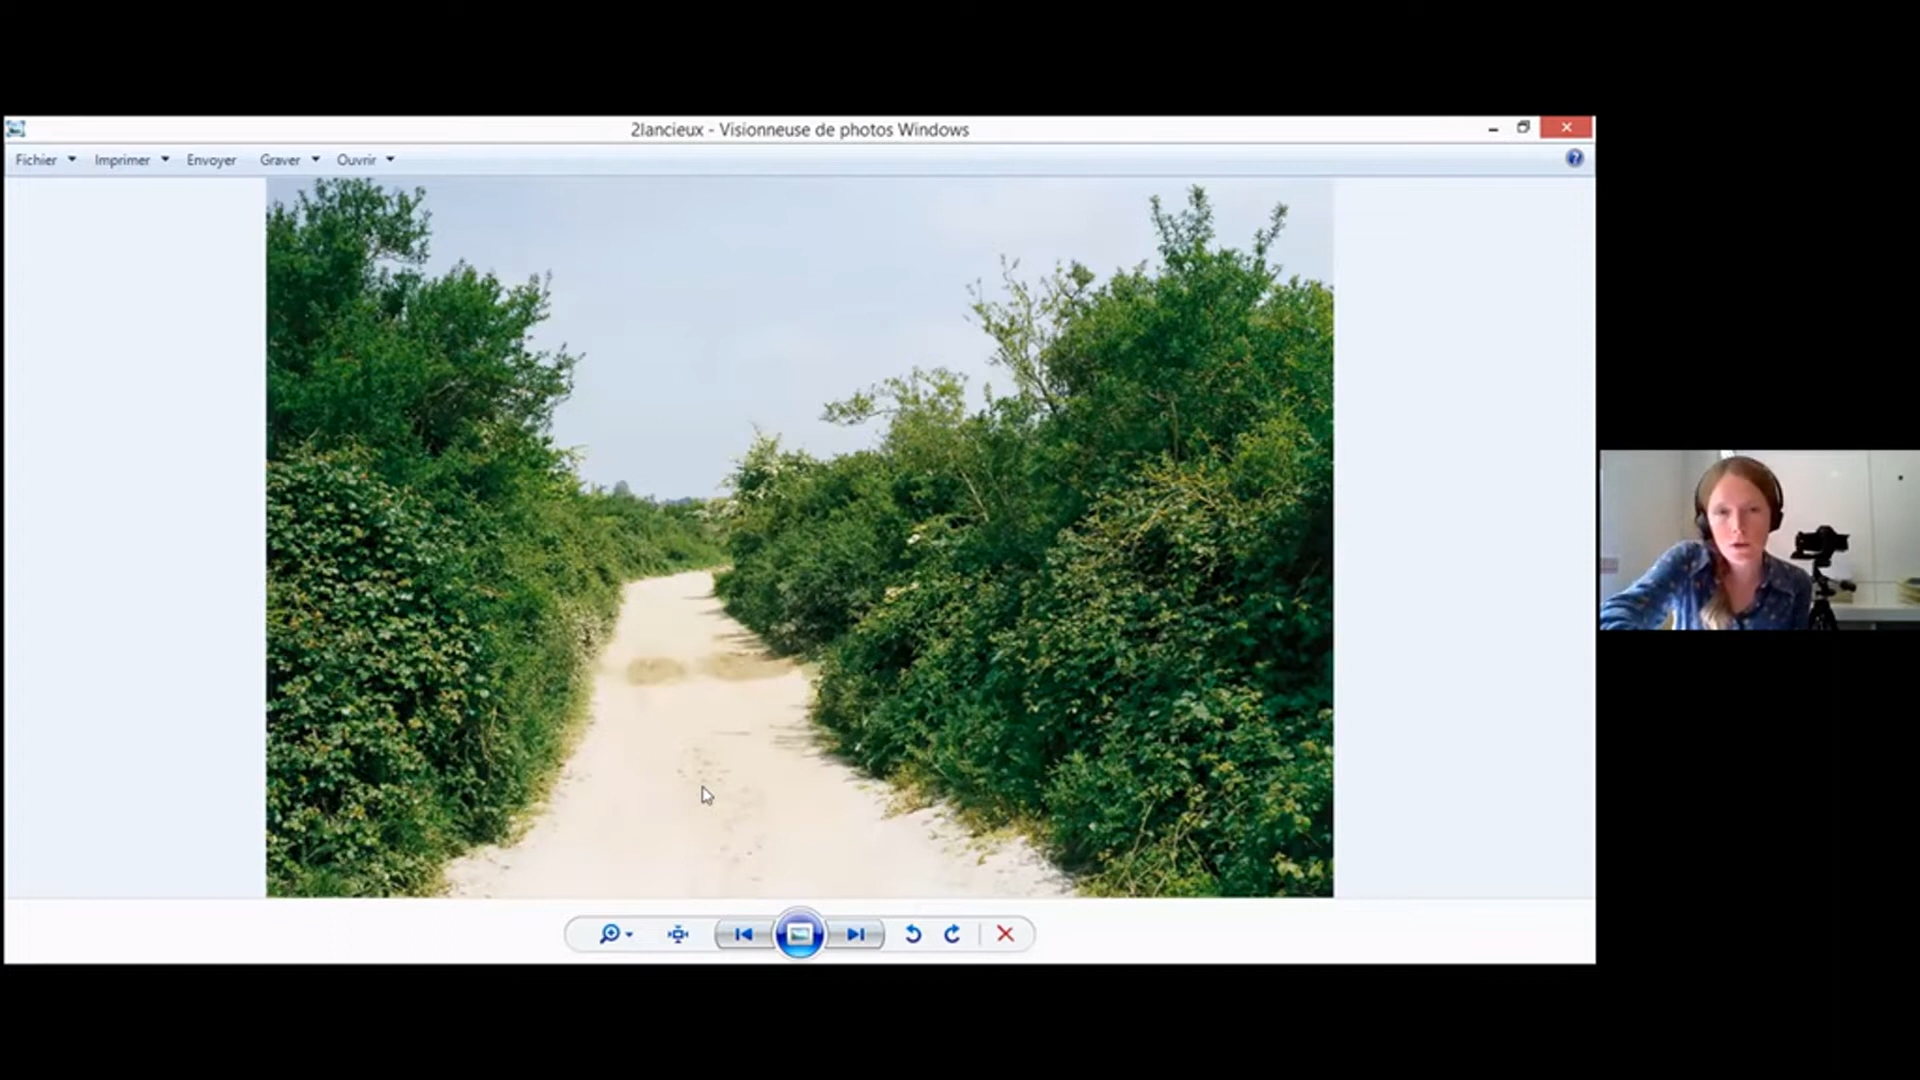 2lancieux - Visionneuse de photos Windows
Fichier Imprimer Envoyer Graver Ouvrir